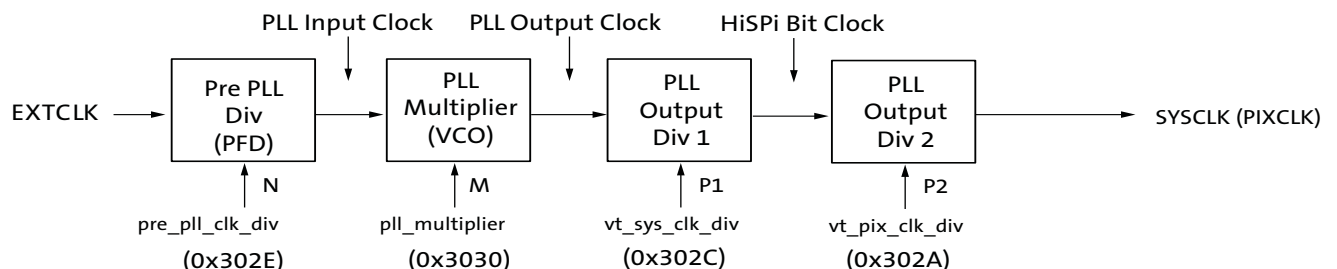 PLL Input Clock
PLL Output Clock
HiSPi Bit Clock
EXTCLK
Pre PLL
Div
(PFD)
PLL
Multiplier
(VCO)
PLL
Output
Div 1
PLL
Output
Div 2
SYSCLK (PIXCLK)
N
M
P1
P2
pre_pll_clk_div
pll_multiplier
vt_sys_clk_div
vt_pix_clk_div
(0x302E)
(0x3030)
(0x302C)
(0x302A)